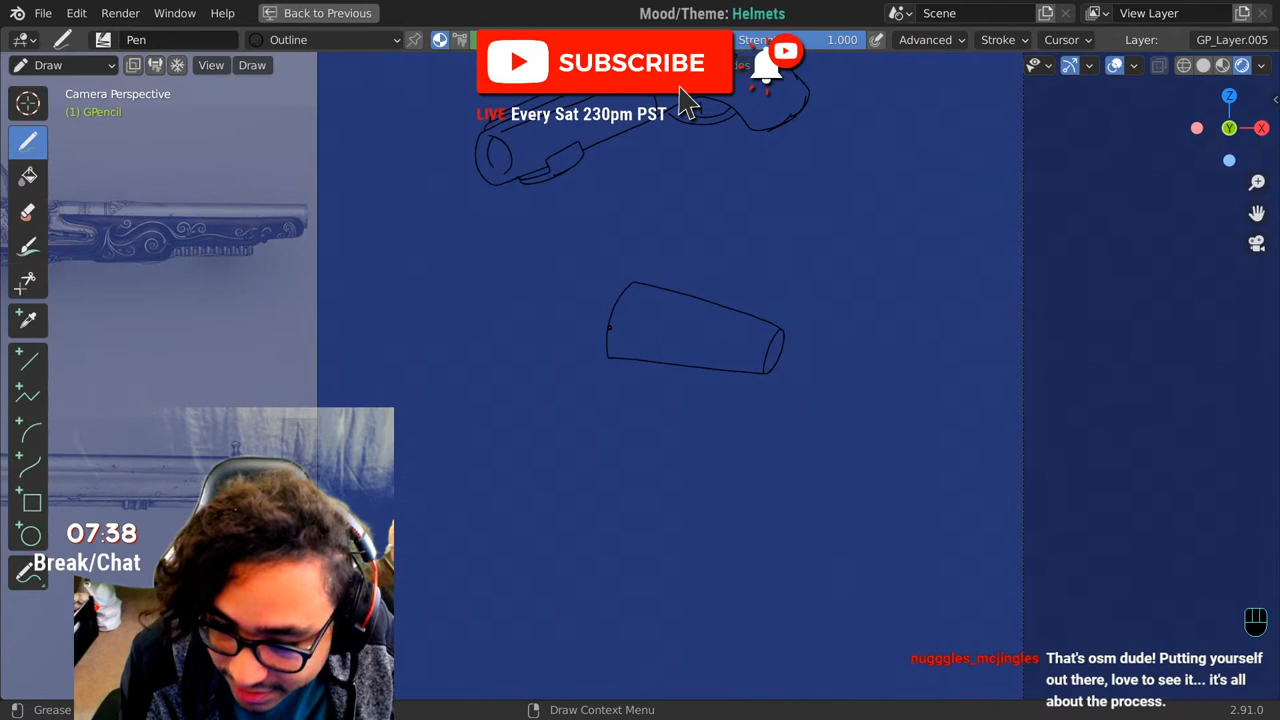 File Edit Render Window Help Back to Previous
Mood/Theme: Helmets
Scene View Layer
Pen Outline 1.000 Advanced Stroke Cursor Layer: GP_Layer.005
Draw View Draw
SUBSCRIBE
LIVE Every Sat 230pm PST
Camera Perspective
(1) GPencil
Z
Y X
07:38
Break/Chat
nugggles_mcjingles That's osm dude! Putting yourself
out there, love to see it... it's all
about the process.
Grease Draw Context Menu 2.91.0